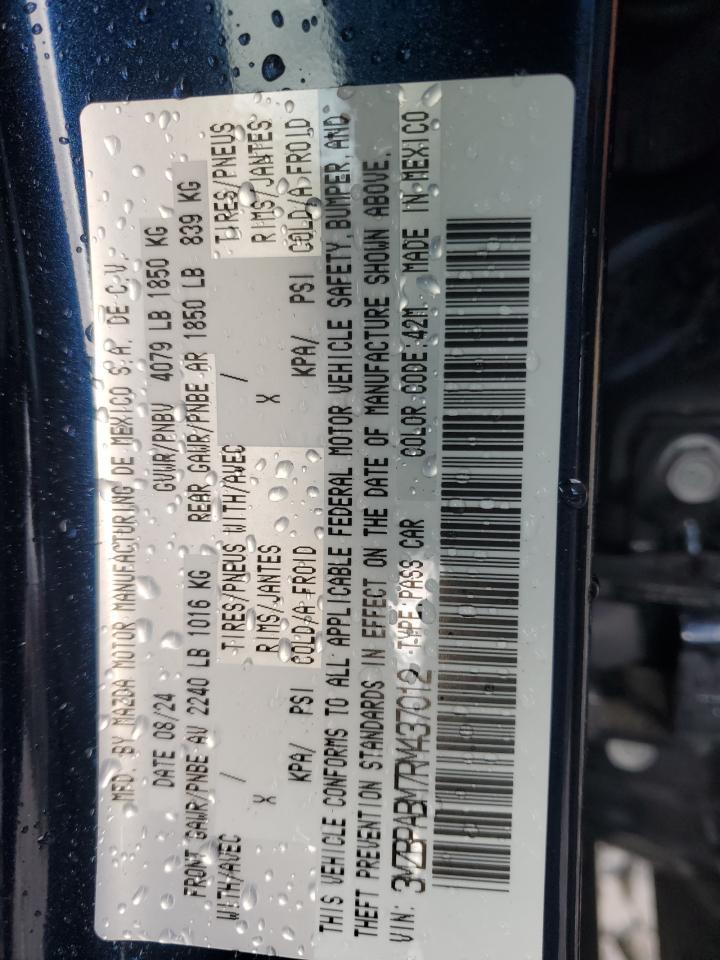 MFD. BY MAZDA MOTOR MANUFACTURING DE MEXICO S.A. DE C.V.
DATE 08/24 GVWR/PNBV 4079 LB 1850 KG
FRONT GAWR/PNBE AV 2240 LB 1016 KG REAR GAWR/PNBE AR 1850 LB 839 KG
WITH/AVEC / TIRES/PNEUS WITH/AVEC / TIRES/PNEUS
X RIMS/JANTES X RIMS/JANTES
KPA/ PSI COLD/A FROID KPA/ PSI COLD/A FROID
THIS VEHICLE CONFORMS TO ALL APPLICABLE FEDERAL MOTOR VEHICLE SAFETY BUMPER, AND
THEFT PREVENTION STANDARDS IN EFFECT ON THE DATE OF MANUFACTURE SHOWN ABOVE.
VIN: 3MZBPABM7RM437012 TYPE:PASS CAR COLOR CODE:42M MADE IN MEXICO